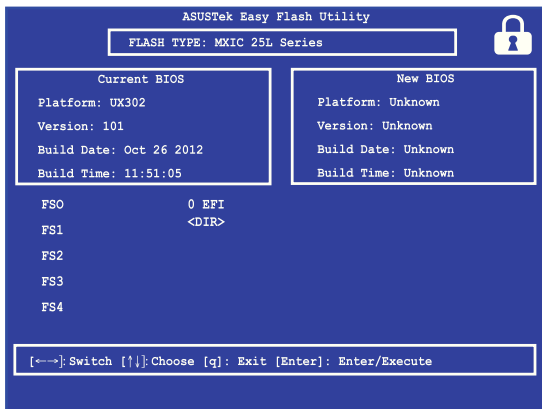 ASUSTek Easy Flash Utility
FLASH TYPE: MXIC 25L Series
Current BIOS
Platform: UX302
Version: 101
Build Date: Oct 26 2012
Build Time: 11:51:05
New BIOS
Platform: Unknown
Version: Unknown
Build Date: Unknown
Build Time: Unknown
FSO
FS1
FS2
FS3
FS4
0 EFI
<DIR>
[←→]: Switch [↑↓]: Choose [q]: Exit [Enter]: Enter/Execute